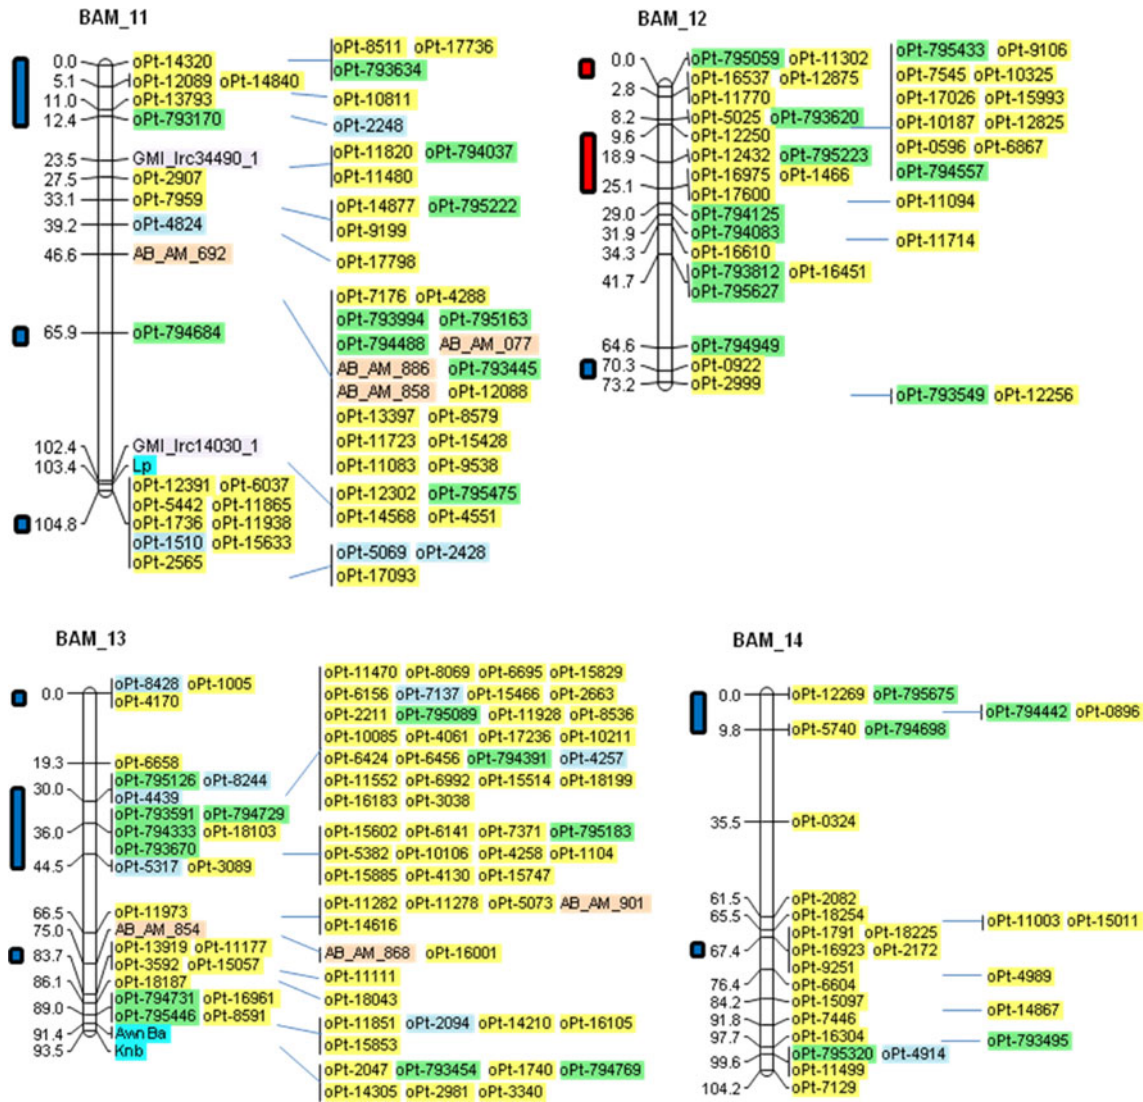 BAM_11
0.0 oPt-14320
5.1 oPt-12089 oPt-14840
11.0 oPt-13793
12.4 oPt-793170
23.5 GMI_lrc34490_1
27.5 oPt-2907
33.1 oPt-7959
39.2 oPt-4824
46.6 AB_AM_692
65.9 oPt-794684
102.4 GMI_lrc14030_1
103.4 Lp
oPt-12391 oPt-6037
oPt-5442 oPt-11865
104.8 oPt-1736 oPt-11938
oPt-1510 oPt-15633
oPt-2565
oPt-8511 oPt-17736
oPt-793634
oPt-10811
oPt-2248
oPt-11820 oPt-794037
oPt-11480
oPt-14877 oPt-795222
oPt-9199
oPt-17798
oPt-7176 oPt-4288
oPt-793994 oPt-795163
oPt-794488 AB_AM_077
AB_AM_886 oPt-793445
AB_AM_858 oPt-12088
oPt-13397 oPt-8579
oPt-11723 oPt-15428
oPt-11083 oPt-9538
oPt-12302 oPt-795475
oPt-14568 oPt-4551
oPt-5069 oPt-2428
oPt-17093
BAM_12
0.0 oPt-795059 oPt-11302
oPt-16537 oPt-12875
2.8 oPt-11770
8.2 oPt-5025 oPt-793620
9.6 oPt-12250
18.9 oPt-12432 oPt-795223
oPt-16975 oPt-1466
25.1 oPt-17600
29.0 oPt-794125
31.9 oPt-794083
34.3 oPt-16610
41.7 oPt-793812 oPt-16451
oPt-795627
64.6 oPt-794949
70.3 oPt-0922
73.2 oPt-2999
oPt-795433 oPt-9106
oPt-7545 oPt-10325
oPt-17026 oPt-15993
oPt-10187 oPt-12825
oPt-0596 oPt-6867
oPt-794557
oPt-11094
oPt-11714
oPt-793549 oPt-12256
BAM_13
0.0 oPt-8428 oPt-1005
oPt-4170
19.3 oPt-6658
30.0 oPt-795126 oPt-8244
oPt-4439
oPt-793591 oPt-794729
36.0 oPt-794333 oPt-18103
oPt-793670
44.5 oPt-5317 oPt-3089
66.5 oPt-11973
75.0 AB_AM_854
83.7 oPt-13919 oPt-11177
oPt-3592 oPt-15057
86.1 oPt-18187
89.0 oPt-794731 oPt-16961
oPt-795446 oPt-8591
91.4 AwnBa
93.5 Knb
oPt-11470 oPt-8069 oPt-6695 oPt-15829
oPt-6156 oPt-7137 oPt-15466 oPt-2663
oPt-2211 oPt-795089 oPt-11928 oPt-8536
oPt-10085 oPt-4061 oPt-17236 oPt-10211
oPt-6424 oPt-6456 oPt-794391 oPt-4257
oPt-11552 oPt-6992 oPt-15514 oPt-18199
oPt-16183 oPt-3038
oPt-15602 oPt-6141 oPt-7371 oPt-795183
oPt-5382 oPt-10106 oPt-4258 oPt-1104
oPt-15885 oPt-4130 oPt-15747
oPt-11282 oPt-11278 oPt-5073 AB_AM_901
oPt-14616
AB_AM_868 oPt-16001
oPt-11111
oPt-18043
oPt-11851 oPt-2094 oPt-14210 oPt-16105
oPt-15853
oPt-2047 oPt-793454 oPt-1740 oPt-794769
oPt-14305 oPt-2981 oPt-3340
BAM_14
0.0 oPt-12269 oPt-795675
9.8 oPt-5740 oPt-794698
35.5 oPt-0324
61.5 oPt-2082
65.5 oPt-18254
oPt-1791 oPt-18225
67.4 oPt-16923 oPt-2172
oPt-9251
76.4 oPt-6604
84.2 oPt-15097
91.8 oPt-7446
97.7 oPt-16304
99.6 oPt-795320 oPt-4914
oPt-11499
104.2 oPt-7129
oPt-794442 oPt-0896
oPt-11003 oPt-15011
oPt-4989
oPt-14867
oPt-793495